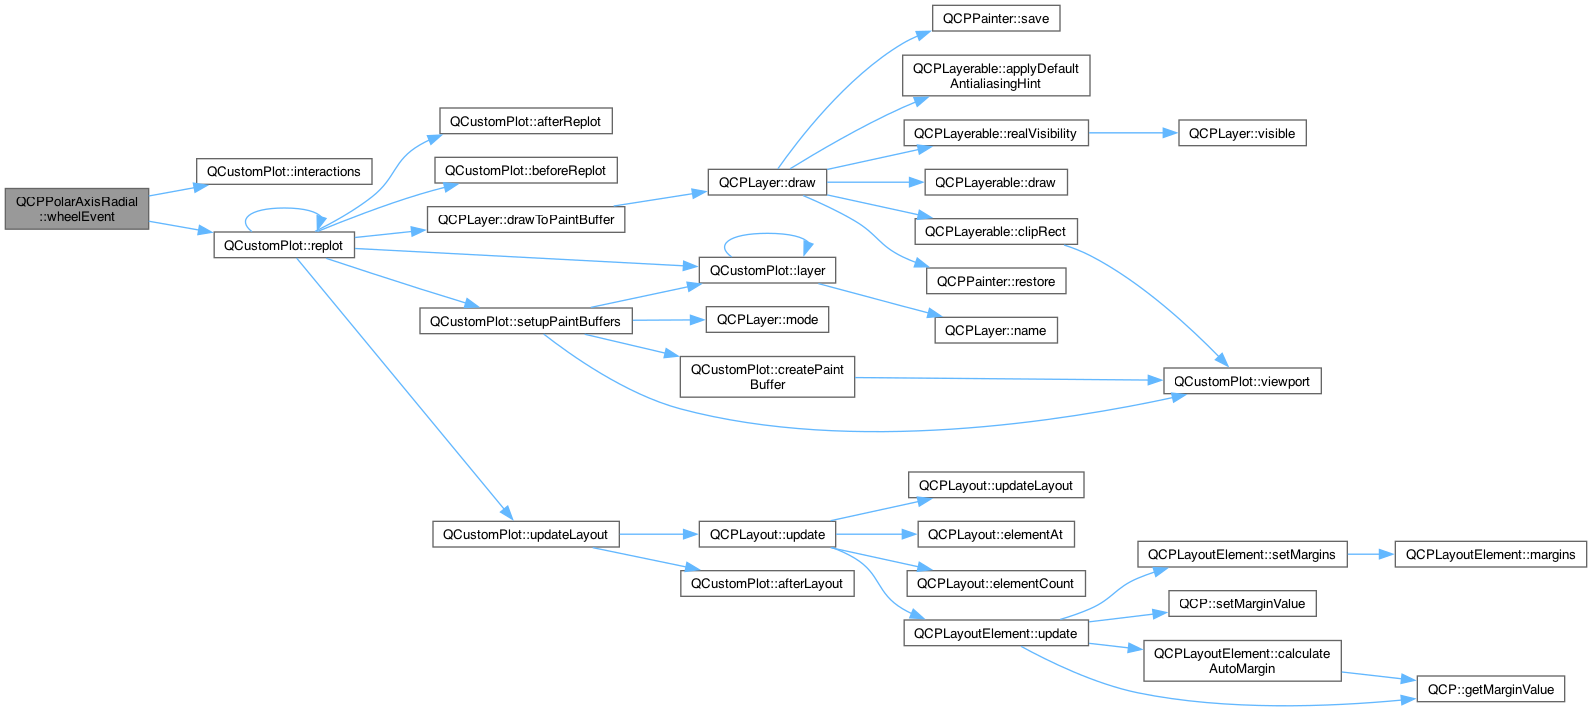 QCPPolarAxisRadial
::wheelEvent
QCustomPlot::interactions
QCustomPlot::replot
QCustomPlot::afterReplot
QCustomPlot::beforeReplot
QCPLayer::drawToPaintBuffer
QCustomPlot::setupPaintBuffers
QCustomPlot::updateLayout
QCPLayer::draw
QCustomPlot::layer
QCPLayer::mode
QCustomPlot::createPaint
Buffer
QCPLayout::update
QCustomPlot::afterLayout
QCPPainter::save
QCPLayerable::applyDefault
AntialiasingHint
QCPLayerable::realVisibility
QCPLayerable::draw
QCPLayerable::clipRect
QCPPainter::restore
QCPLayer::name
QCPLayer::visible
QCustomPlot::viewport
QCPLayout::updateLayout
QCPLayout::elementAt
QCPLayout::elementCount
QCPLayoutElement::update
QCPLayoutElement::setMargins
QCP::setMarginValue
QCPLayoutElement::calculate
AutoMargin
QCPLayoutElement::margins
QCP::getMarginValue